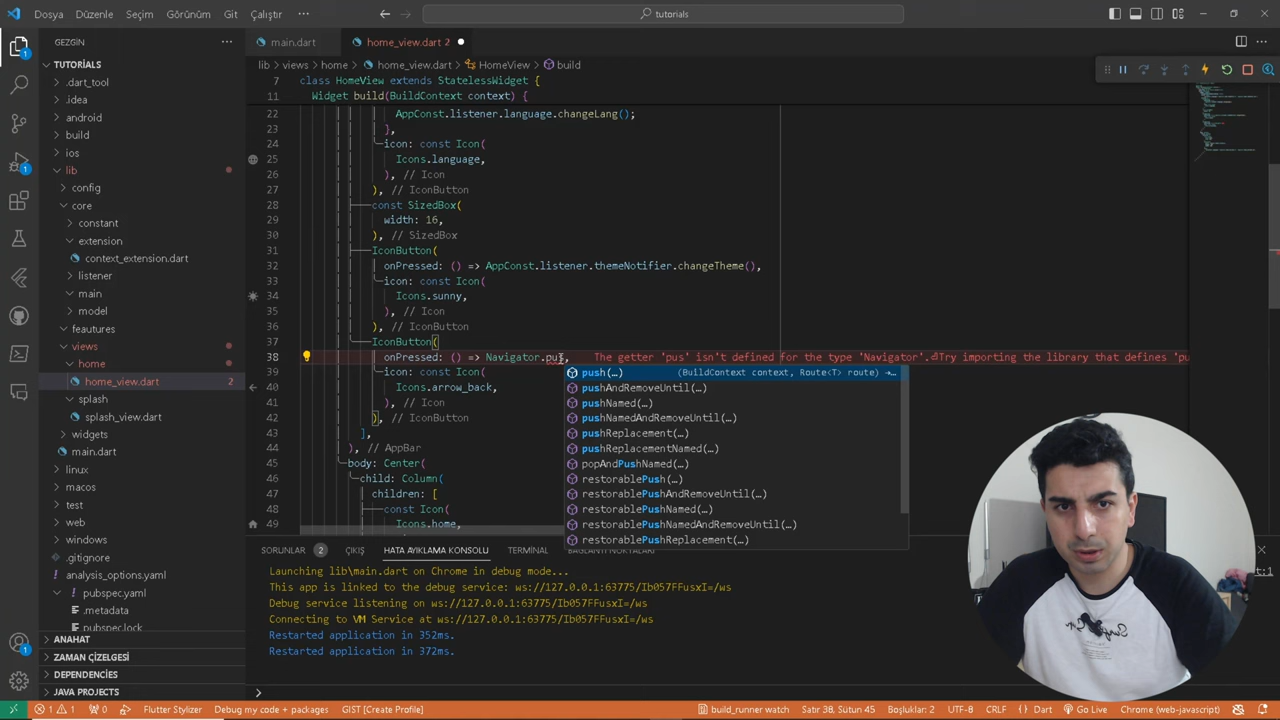 Dosya Düzenle Seçim Görünüm Git Çalıştır ···
tutorials
GEZGİN
TUTORİALS
.dart_tool
.idea
android
build
ios
lib
config
core
constant
extension
context_extension.dart
listener
main
model
feautures
views
home
home_view.dart 2
splash
splash_view.dart
widgets
main.dart
linux
macos
test
web
windows
.gitignore
analysis_options.yaml
pubspec.yaml
.metadata
pubspec.lock
ANAHAT
ZAMAN ÇİZELGESİ
DEPENDENCİES
JAVA PROJECTS
main.dart home_view.dart 2
lib > views > home > home_view.dart > HomeView > build
7 class HomeView extends StatelessWidget {
11 Widget build(BuildContext context) {
22 AppConst.listener.language.changeLang();
23 },
24 icon: const Icon(
25 Icons.language,
26 ), // Icon
27 ), // IconButton
28 const SizedBox(
29 width: 16,
30 ), // SizedBox
31 IconButton(
32 onPressed: () => AppConst.listener.themeNotifier.changeTheme(),
33 icon: const Icon(
34 Icons.sunny,
35 ), // Icon
36 ), // IconButton
37 IconButton(
38 onPressed: () => Navigator.pus, The getter 'pus' isn't defined for the type 'Navigator'.⏎Try importing the library that defines 'pu
39 icon: const Icon(
40 Icons.arrow_back,
41 ), // Icon
42 ), // IconButton
43 ],
44 ), // AppBar
45 body: Center(
46 child: Column(
47 children: [
48 const Icon(
49 Icons.home,
push(…) (BuildContext context, Route<T> route) →…
pushAndRemoveUntil(…)
pushNamed(…)
pushNamedAndRemoveUntil(…)
pushReplacement(…)
pushReplacementNamed(…)
popAndPushNamed(…)
restorablePush(…)
restorablePushAndRemoveUntil(…)
restorablePushNamed(…)
restorablePushNamedAndRemoveUntil(…)
restorablePushReplacement(…)
SORUNLAR 2 ÇIKIŞ HATA AYIKLAMA KONSOLU TERMİNAL
Launching lib\main.dart on Chrome in debug mode...
This app is linked to the debug service: ws://127.0.0.1:63775/Ib057FFusxI=/ws
Debug service listening on ws://127.0.0.1:63775/Ib057FFusxI=/ws
Connecting to VM Service at ws://127.0.0.1:63775/Ib057FFusxI=/ws
Restarted application in 352ms.
Restarted application in 372ms.
1 1 0 Debug my code + packages GIST [Create New] Flutter Stylizer build_runner watch Satır 38, Sütun 45 Boşluklar: 2 UTF-8 CRLF {} Dart Go Live Chrome (web-javascript)